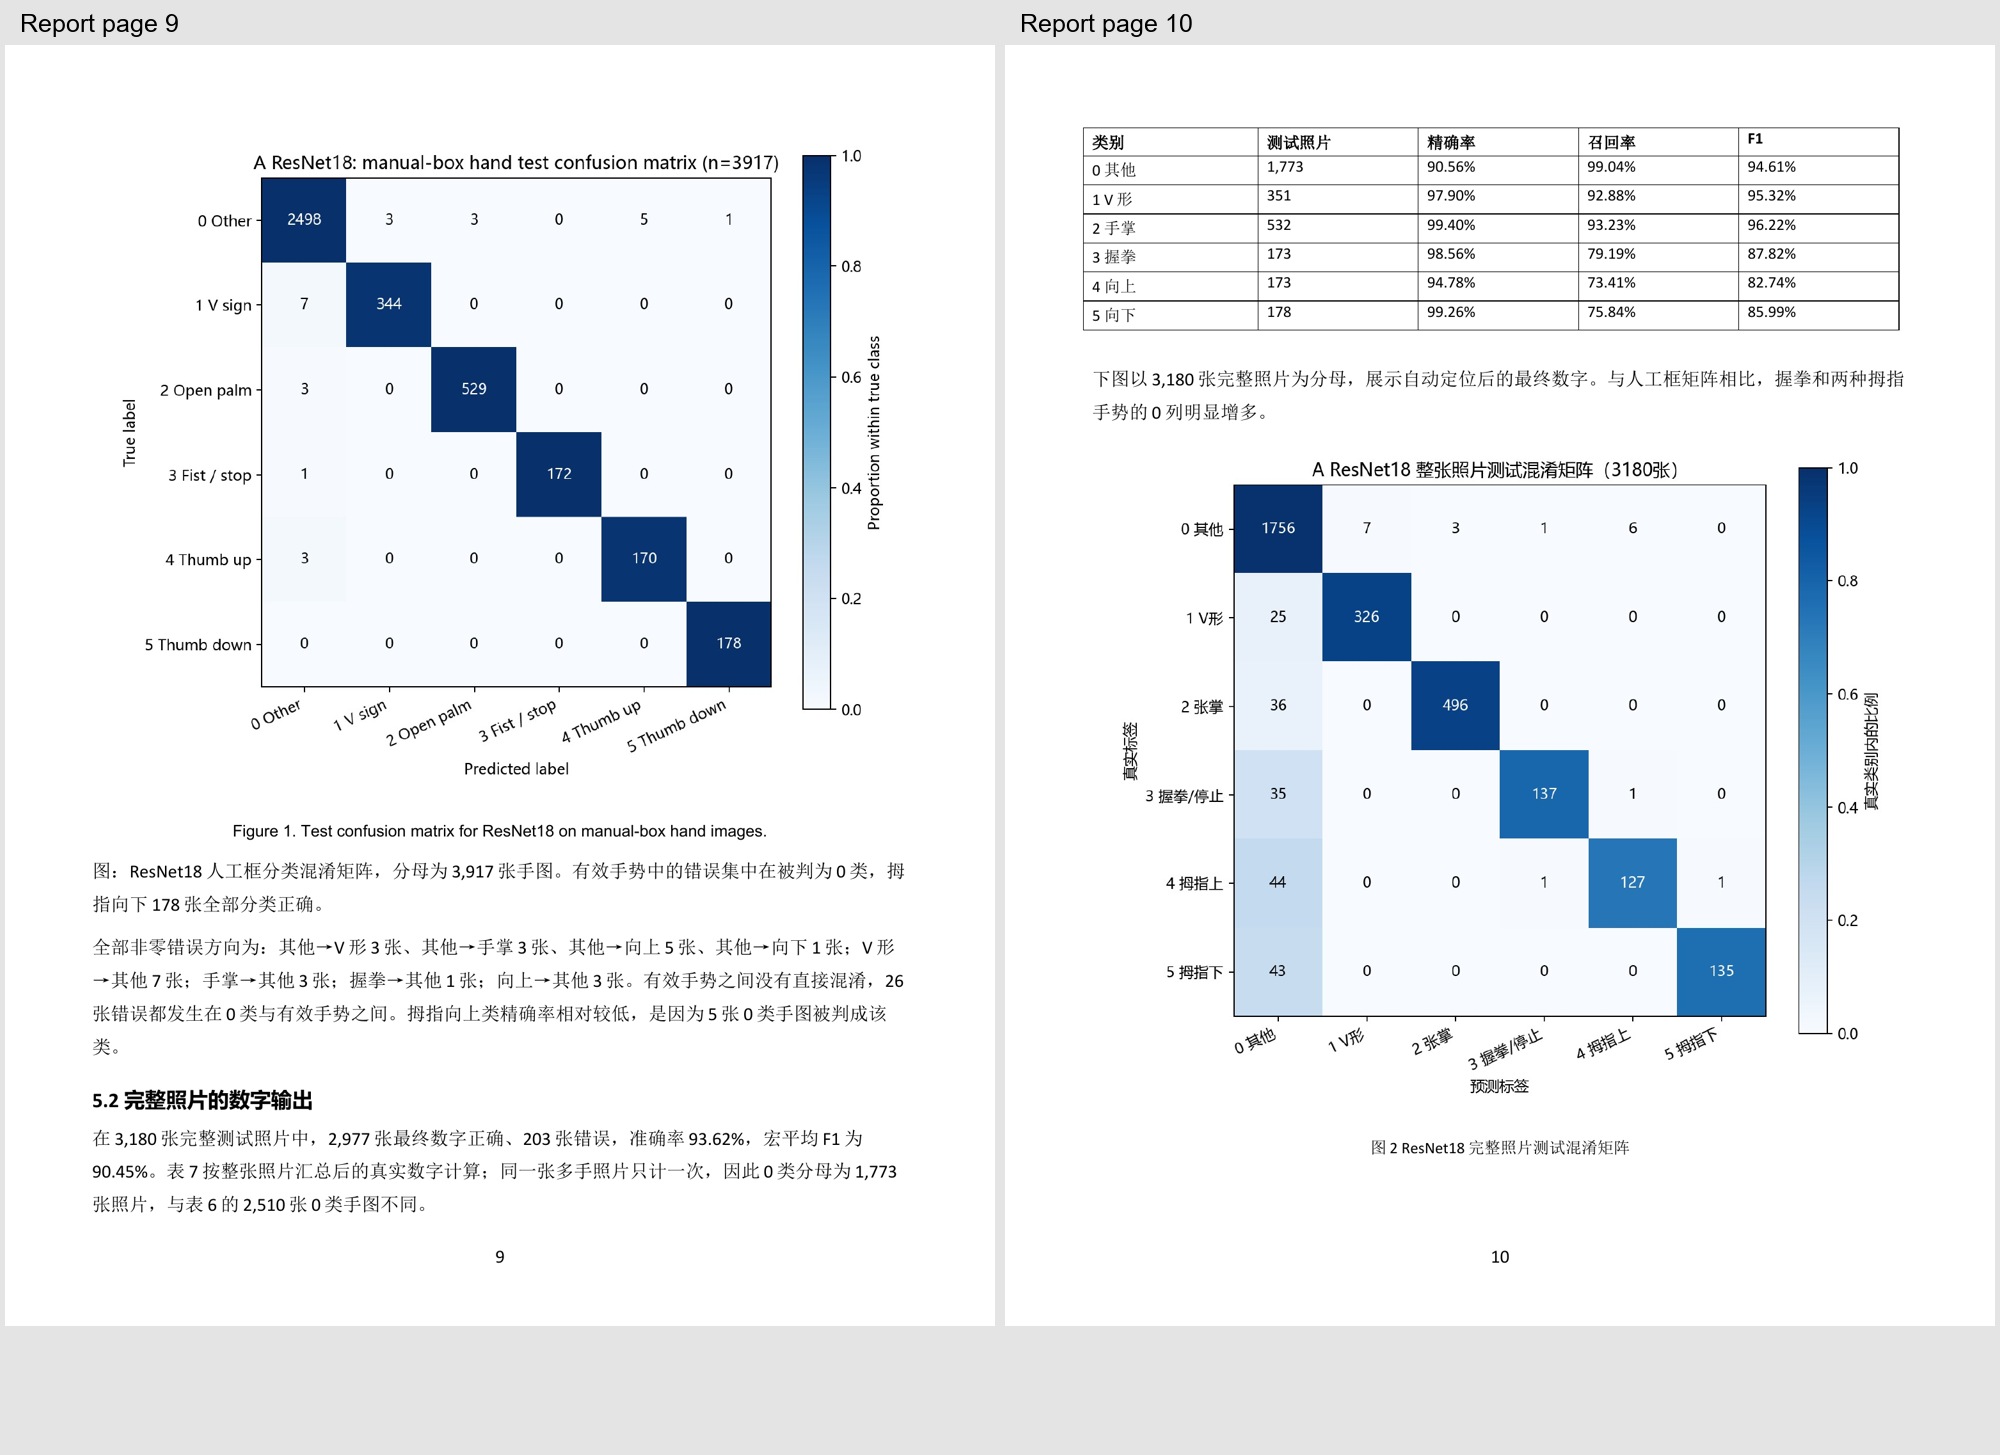 Report page 9
A ResNet18: manual-box hand test confusion matrix (n=3917)
True label
0 Other 2498 3 3 0 5 1
1 V sign 7 344 0 0 0 0
2 Open palm 3 0 529 0 0 0
3 Fist / stop 1 0 0 172 0 0
4 Thumb up 3 0 0 0 170 0
5 Thumb down 0 0 0 0 0 178
0 Other 1 V sign 2 Open palm 3 Fist / stop 4 Thumb up 5 Thumb down
Predicted label
1.0
0.8
0.6
0.4
0.2
0.0
Proportion within true class
Figure 1. Test confusion matrix for ResNet18 on manual-box hand images.
图：ResNet18 人工框分类混淆矩阵，分母为 3,917 张手图。有效手势中的错误集中在被判为 0 类，拇
指向下 178 张全部分类正确。
全部非零错误方向为：其他→V 形 3 张、其他→手掌 3 张、其他→向上 5 张、其他→向下 1 张；V 形
→其他 7 张；手掌→其他 3 张；握拳→其他 1 张；向上→其他 3 张。有效手势之间没有直接混淆，26
张错误都发生在 0 类与有效手势之间。拇指向上类精确率相对较低，是因为 5 张 0 类手图被判成该
类。
5.2 完整照片的数字输出
在 3,180 张完整测试照片中，2,977 张最终数字正确、203 张错误，准确率 93.62%，宏平均 F1 为
90.45%。表 7 按整张照片汇总后的真实数字计算；同一张多手照片只计一次，因此 0 类分母为 1,773
张照片，与表 6 的 2,510 张 0 类手图不同。
9
Report page 10
类别 测试照片 精确率 召回率 F1
0 其他 1,773 90.56% 99.04% 94.61%
1 V 形 351 97.90% 92.88% 95.32%
2 手掌 532 99.40% 93.23% 96.22%
3 握拳 173 98.56% 79.19% 87.82%
4 向上 173 94.78% 73.41% 82.74%
5 向下 178 99.26% 75.84% 85.99%
下图以 3,180 张完整照片为分母，展示自动定位后的最终数字。与人工框矩阵相比，握拳和两种拇指
手势的 0 列明显增多。
A ResNet18 整张照片测试混淆矩阵（3180张）
真实标签
0 其他 1756 7 3 1 6 0
1 V形 25 326 0 0 0 0
2 张掌 36 0 496 0 0 0
3 握拳/停止 35 0 0 137 1 0
4 拇指上 44 0 0 1 127 1
5 拇指下 43 0 0 0 0 135
0 其他 1 V形 2 张掌 3 握拳/停止 4 拇指上 5 拇指下
预测标签
1.0
0.8
0.6
0.4
0.2
0.0
真实类别内的比例
图 2 ResNet18 完整照片测试混淆矩阵
10